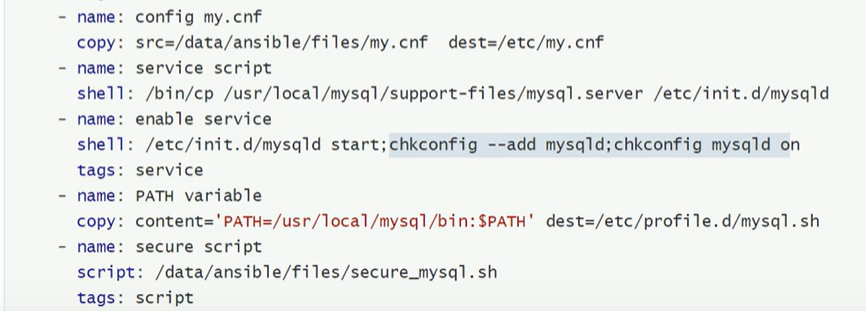 - name: config my.cnf
copy: src=/data/ansible/files/my.cnf  dest=/etc/my.cnf
- name: service script
shell: /bin/cp /usr/local/mysql/support-files/mysql.server /etc/init.d/mysqld
- name: enable service
shell: /etc/init.d/mysqld start;chkconfig --add mysqld;chkconfig mysqld on
tags: service
- name: PATH variable
copy: content='PATH=/usr/local/mysql/bin:$PATH' dest=/etc/profile.d/mysql.sh
- name: secure script
script: /data/ansible/files/secure_mysql.sh
tags: script